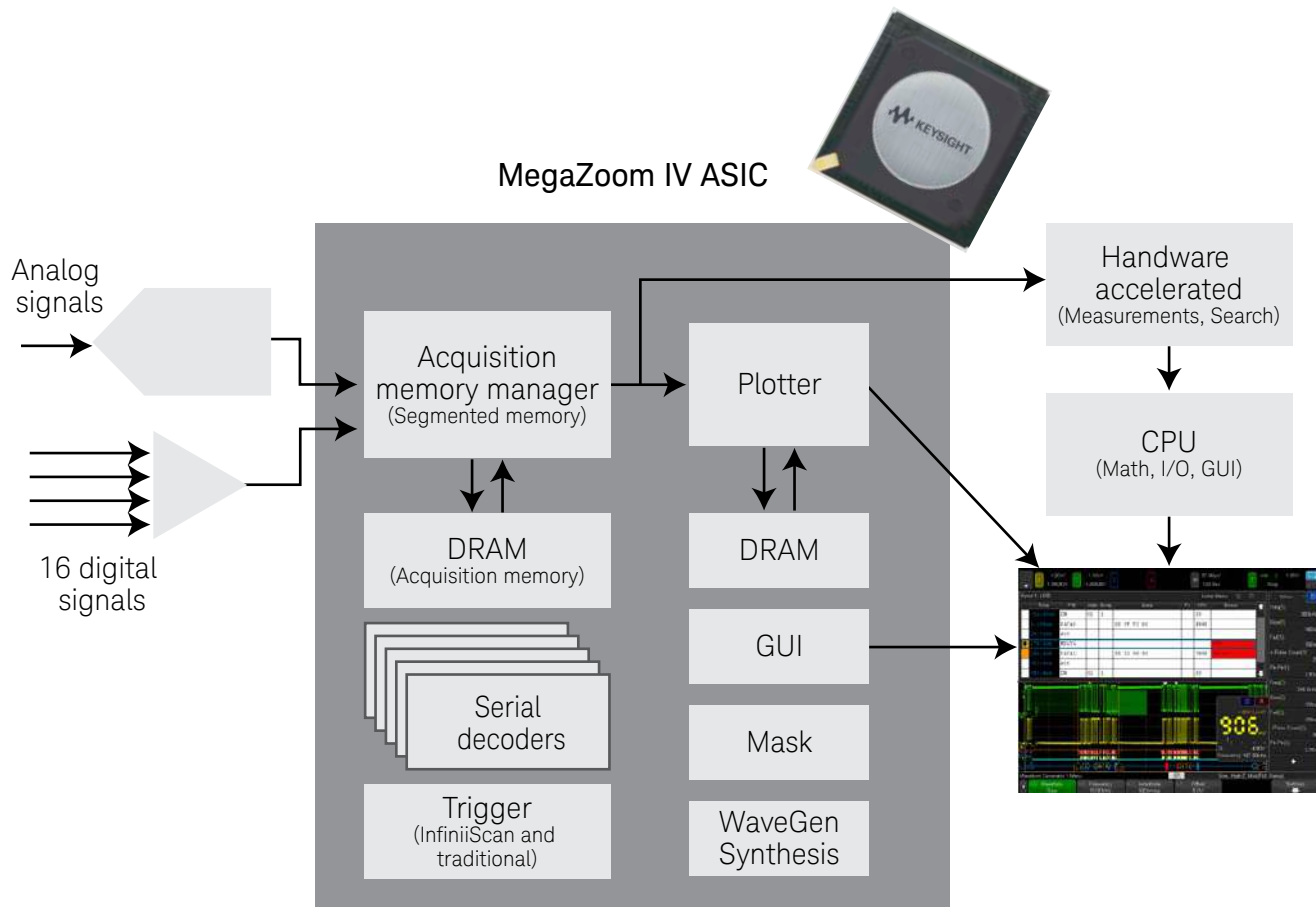 KEYSIGHT
MegaZoom IV ASIC
Analog
signals
16 digital
signals
Acquisition
memory manager
(Segmented memory)
DRAM
(Acquisition memory)
Serial
decoders
Trigger
(InfiniiScan and
traditional)
Plotter
DRAM
GUI
Mask
WaveGen
Synthesis
Hardware
accelerated
(Measurements, Search)
CPU
(Math, I/O, GUI)
906